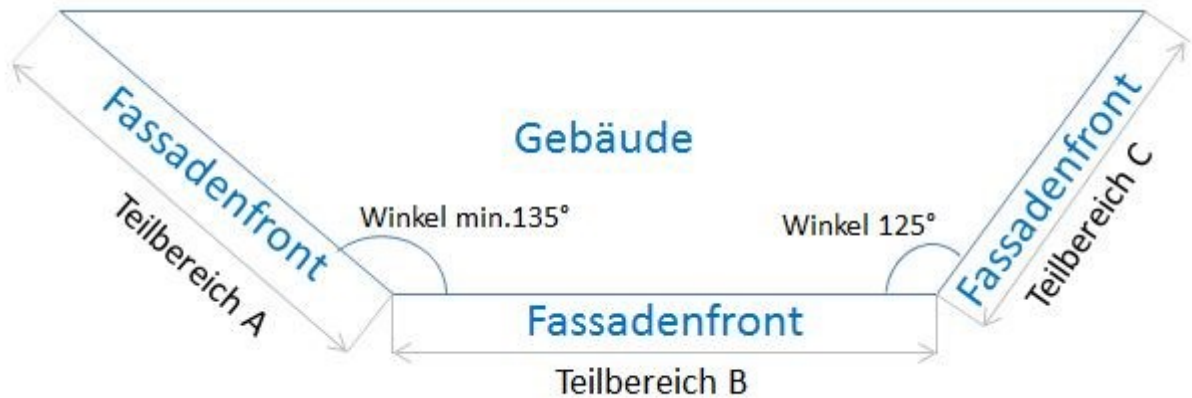 Fassadenfront
Teilbereich A
Gebäude
Winkel min.135°
Winkel 125°
Fassadenfront
Teilbereich B
Fassadenfront
Teilbereich C